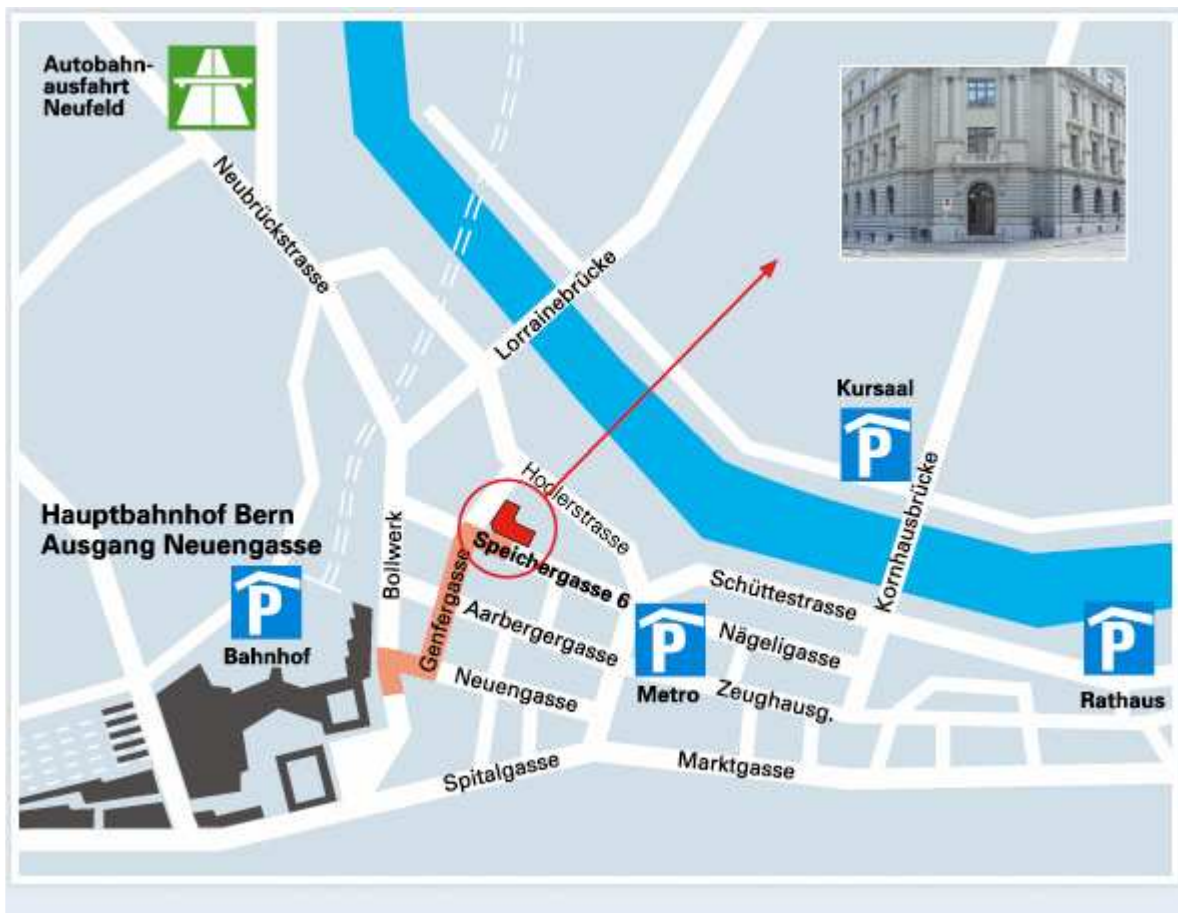 Autobahn-
ausfahrt
Neufeld
Neubrückstrasse
Lorrainebrücke
Kursaal
P
Hodlerstrasse
Kornhausbrücke
Hauptbahnhof Bern
Ausgang Neuengasse
Bollwerk
Speichergasse 6
Genfergasse
P
Bahnhof
Aarbergergasse
Schüttestrasse
Nägeligasse
P
Metro
Neuengasse
Zeughausg.
P
Rathaus
Spitalgasse
Marktgasse